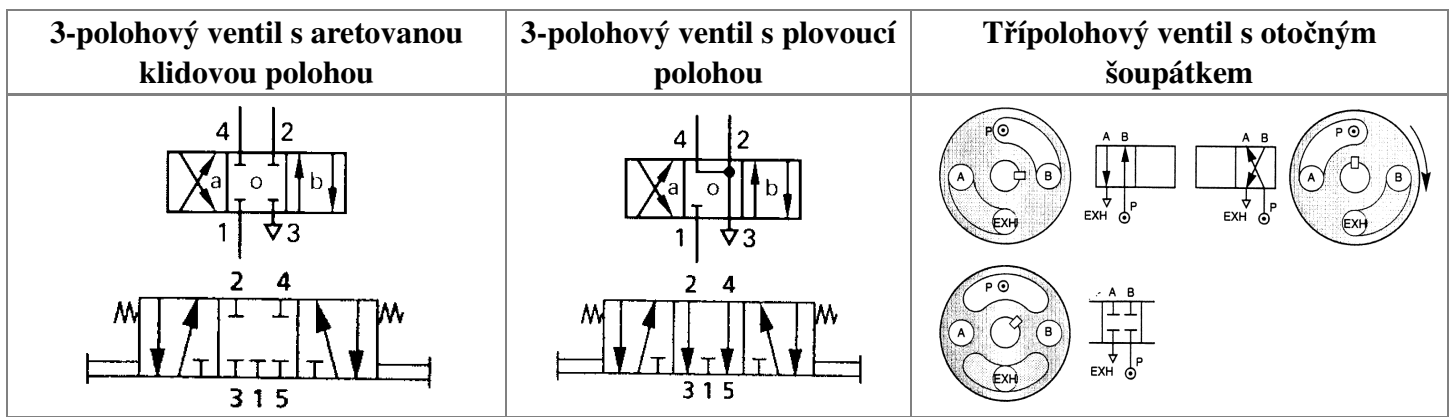 3-polohový ventil s aretovanou
klidovou polohou
4 2
a o b
1 3
2 4
3 1 5
3-polohový ventil s plovoucí
polohou
4 2
a o b
1 3
2 4
3 1 5
Třípolohový ventil s otočným
šoupátkem
P
A B
EXH
A B
EXH P
A B
EXH P
P
A B
EXH
P
A B
EXH
A B
EXH P